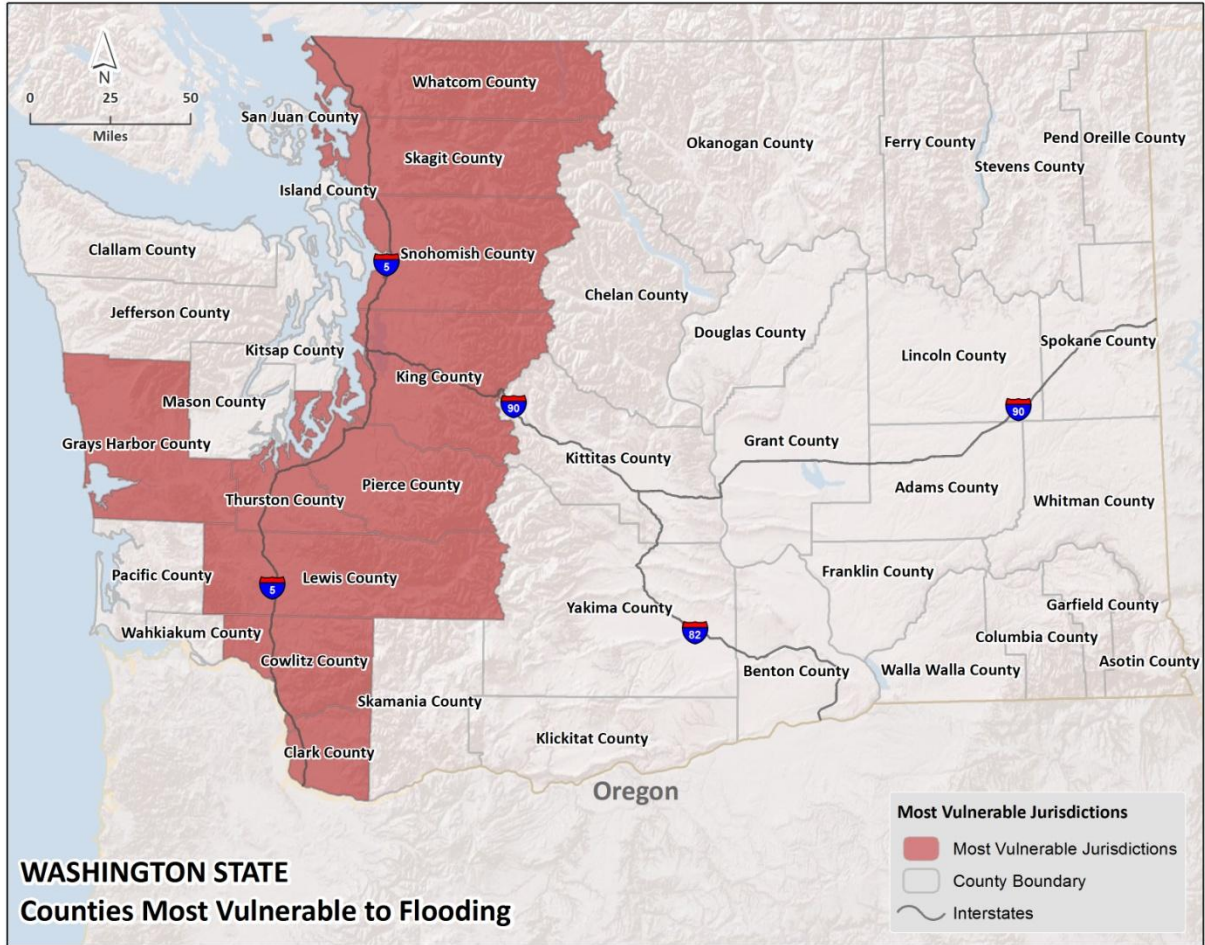 N
0 25 50
Miles
Whatcom County
San Juan County
Skagit County
Okanogan County
Ferry County
Pend Oreille County
Stevens County
Island County
Clallam County
Snohomish County
5
Chelan County
Jefferson County
Douglas County
Kitsap County
Lincoln County
Spokane County
King County
Mason County
90
90
Grays Harbor County
Grant County
Kittitas County
Pierce County
Thurston County
Adams County
Whitman County
Pacific County
5
Lewis County
Franklin County
Yakima County
Garfield County
Wahkiakum County
82
Columbia County
Cowlitz County
Benton County
Walla Walla County
Asotin County
Skamania County
Klickitat County
Clark County
Oregon
Most Vulnerable Jurisdictions
Most Vulnerable Jurisdictions
County Boundary
Interstates
WASHINGTON STATE
Counties Most Vulnerable to Flooding